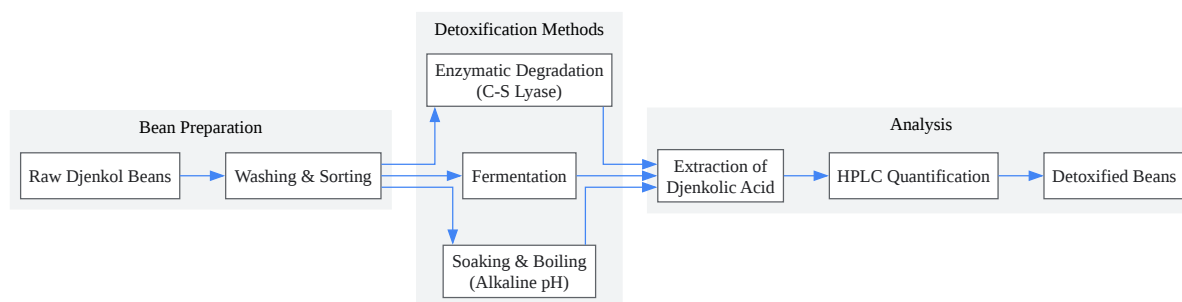 Bean Preparation
Raw Djenkol Beans
Washing & Sorting
Detoxification Methods
Enzymatic Degradation
(C-S Lyase)
Fermentation
Soaking & Boiling
(Alkaline pH)
Analysis
Extraction of
Djenkolic Acid
HPLC Quantification
Detoxified Beans